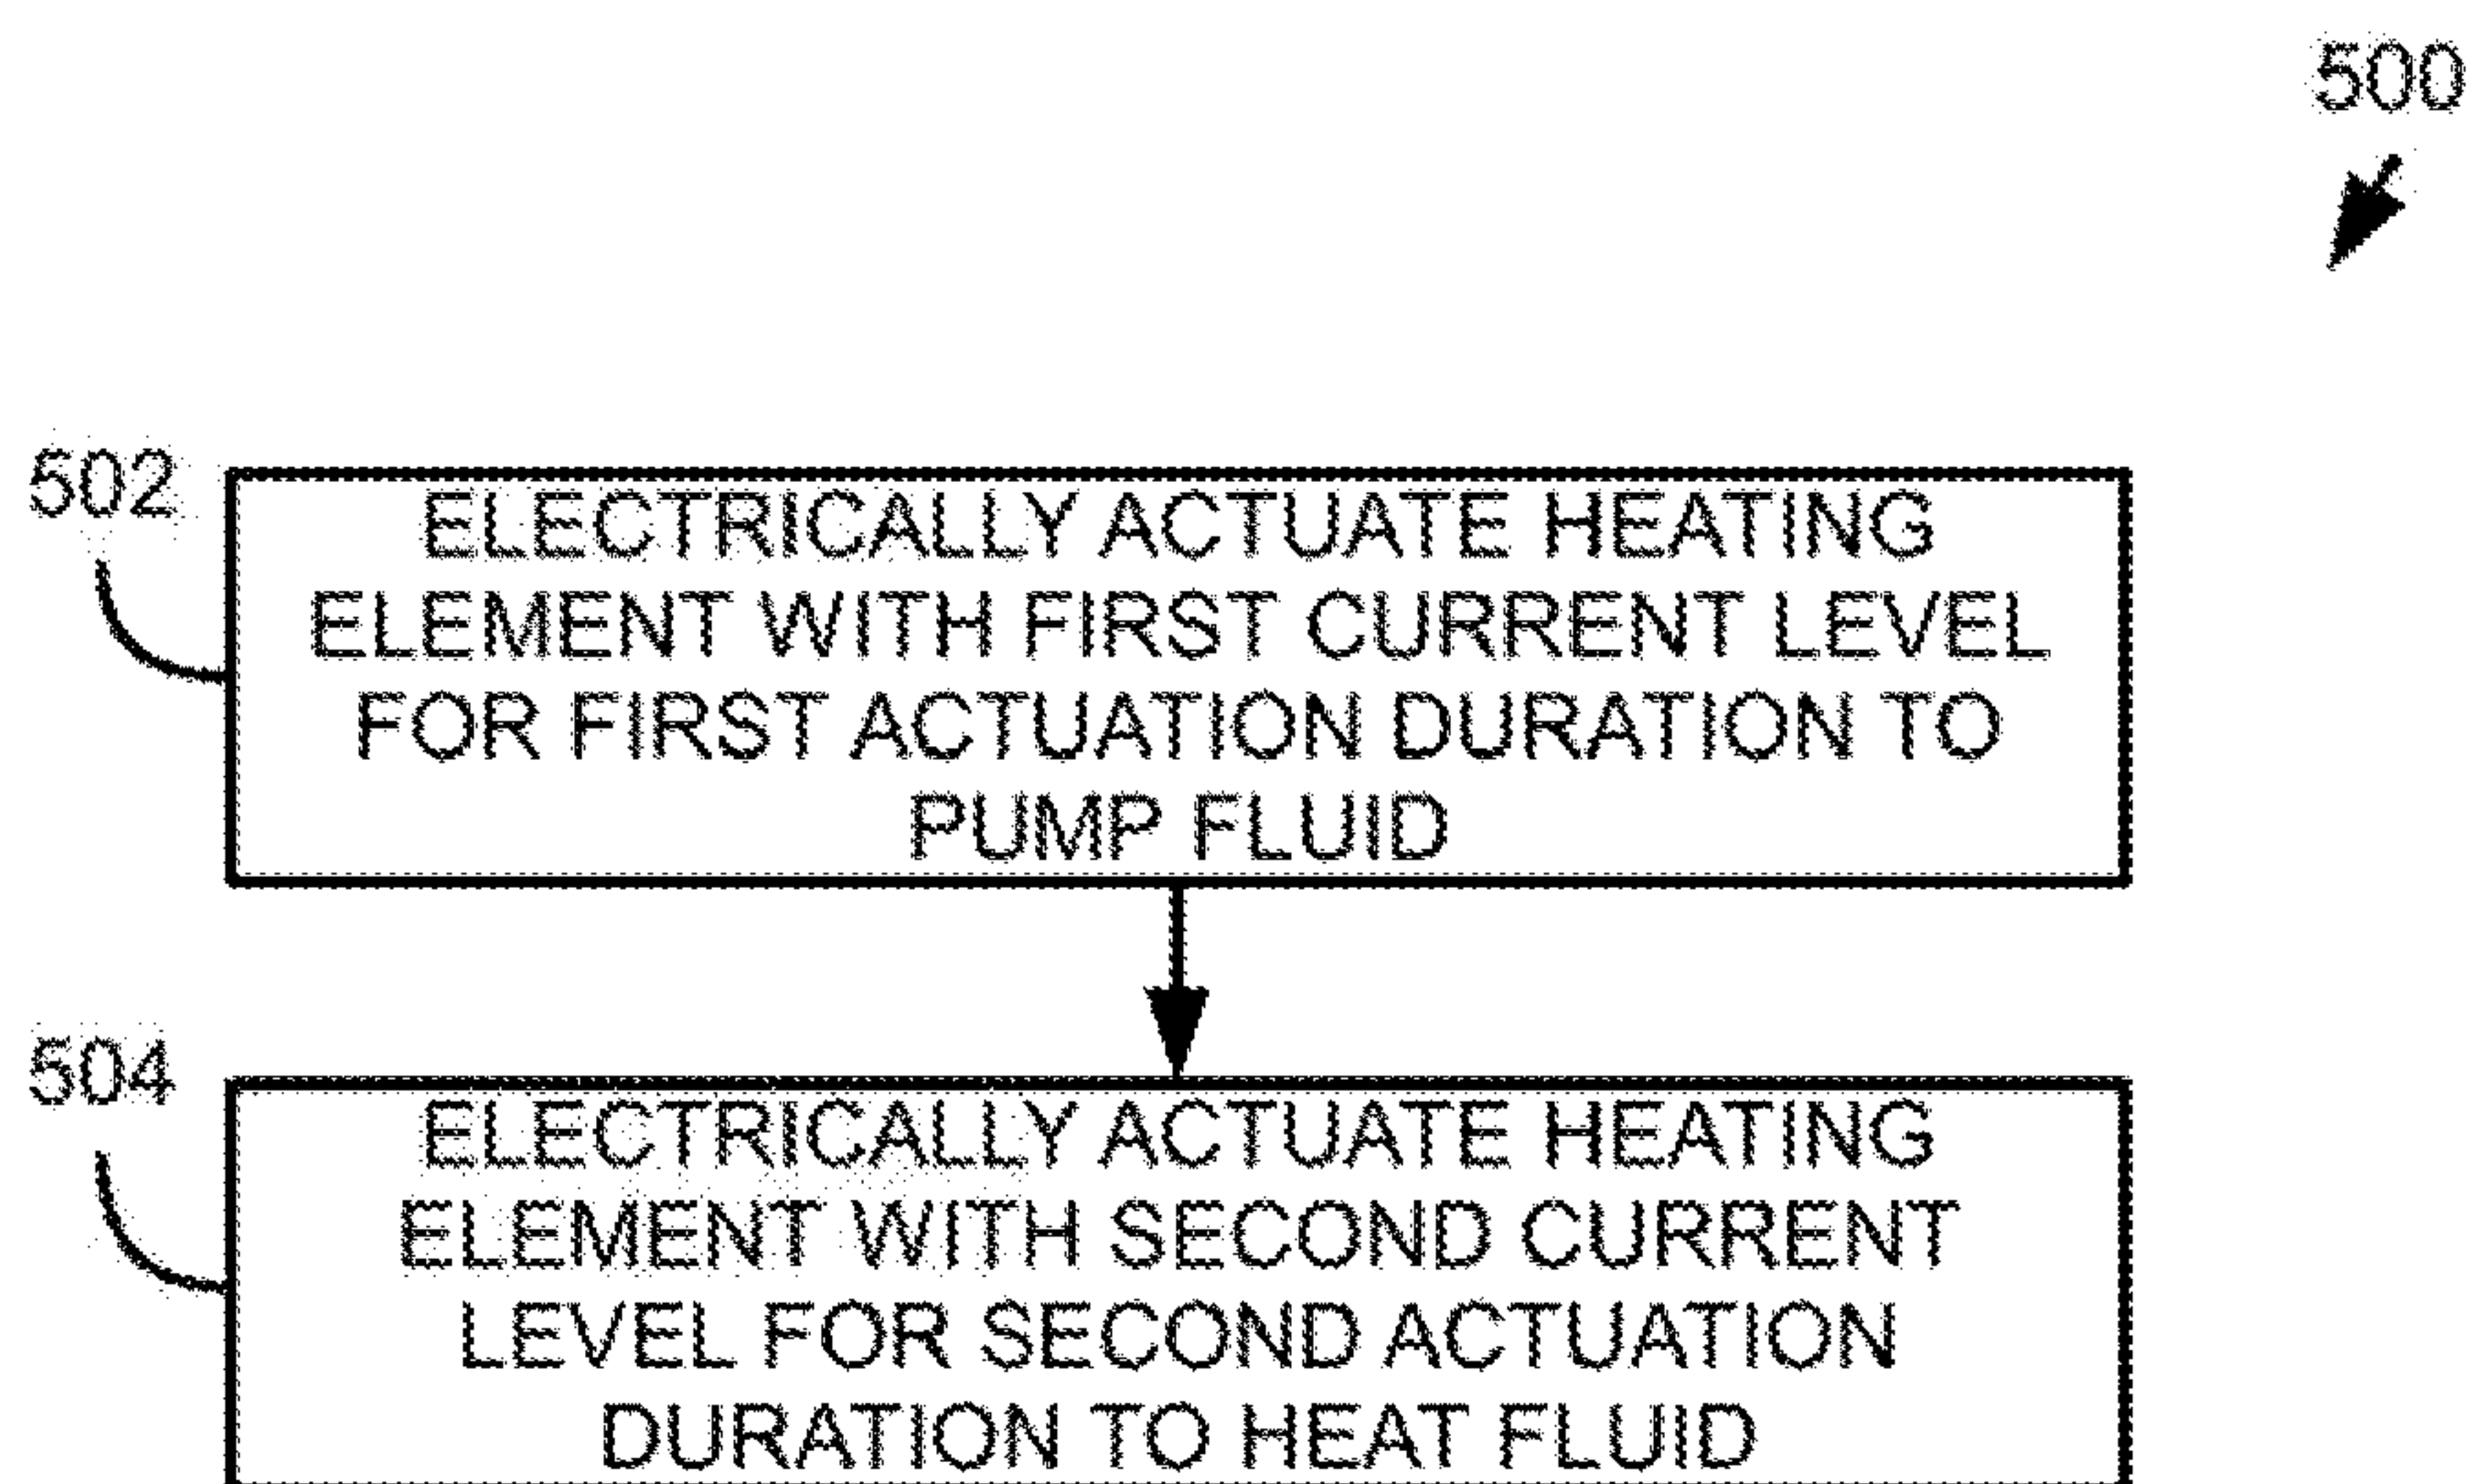 500
502
ELECTRICALLY ACTUATE HEATING
ELEMENT WITH FIRST CURRENT LEVEL
FOR FIRST ACTUATION DURATION TO
PUMP FLUID
504
ELECTRICALLY ACTUATE HEATING
ELEMENT WITH SECOND CURRENT
LEVEL FOR SECOND ACTUATION
DURATION TO HEAT FLUID